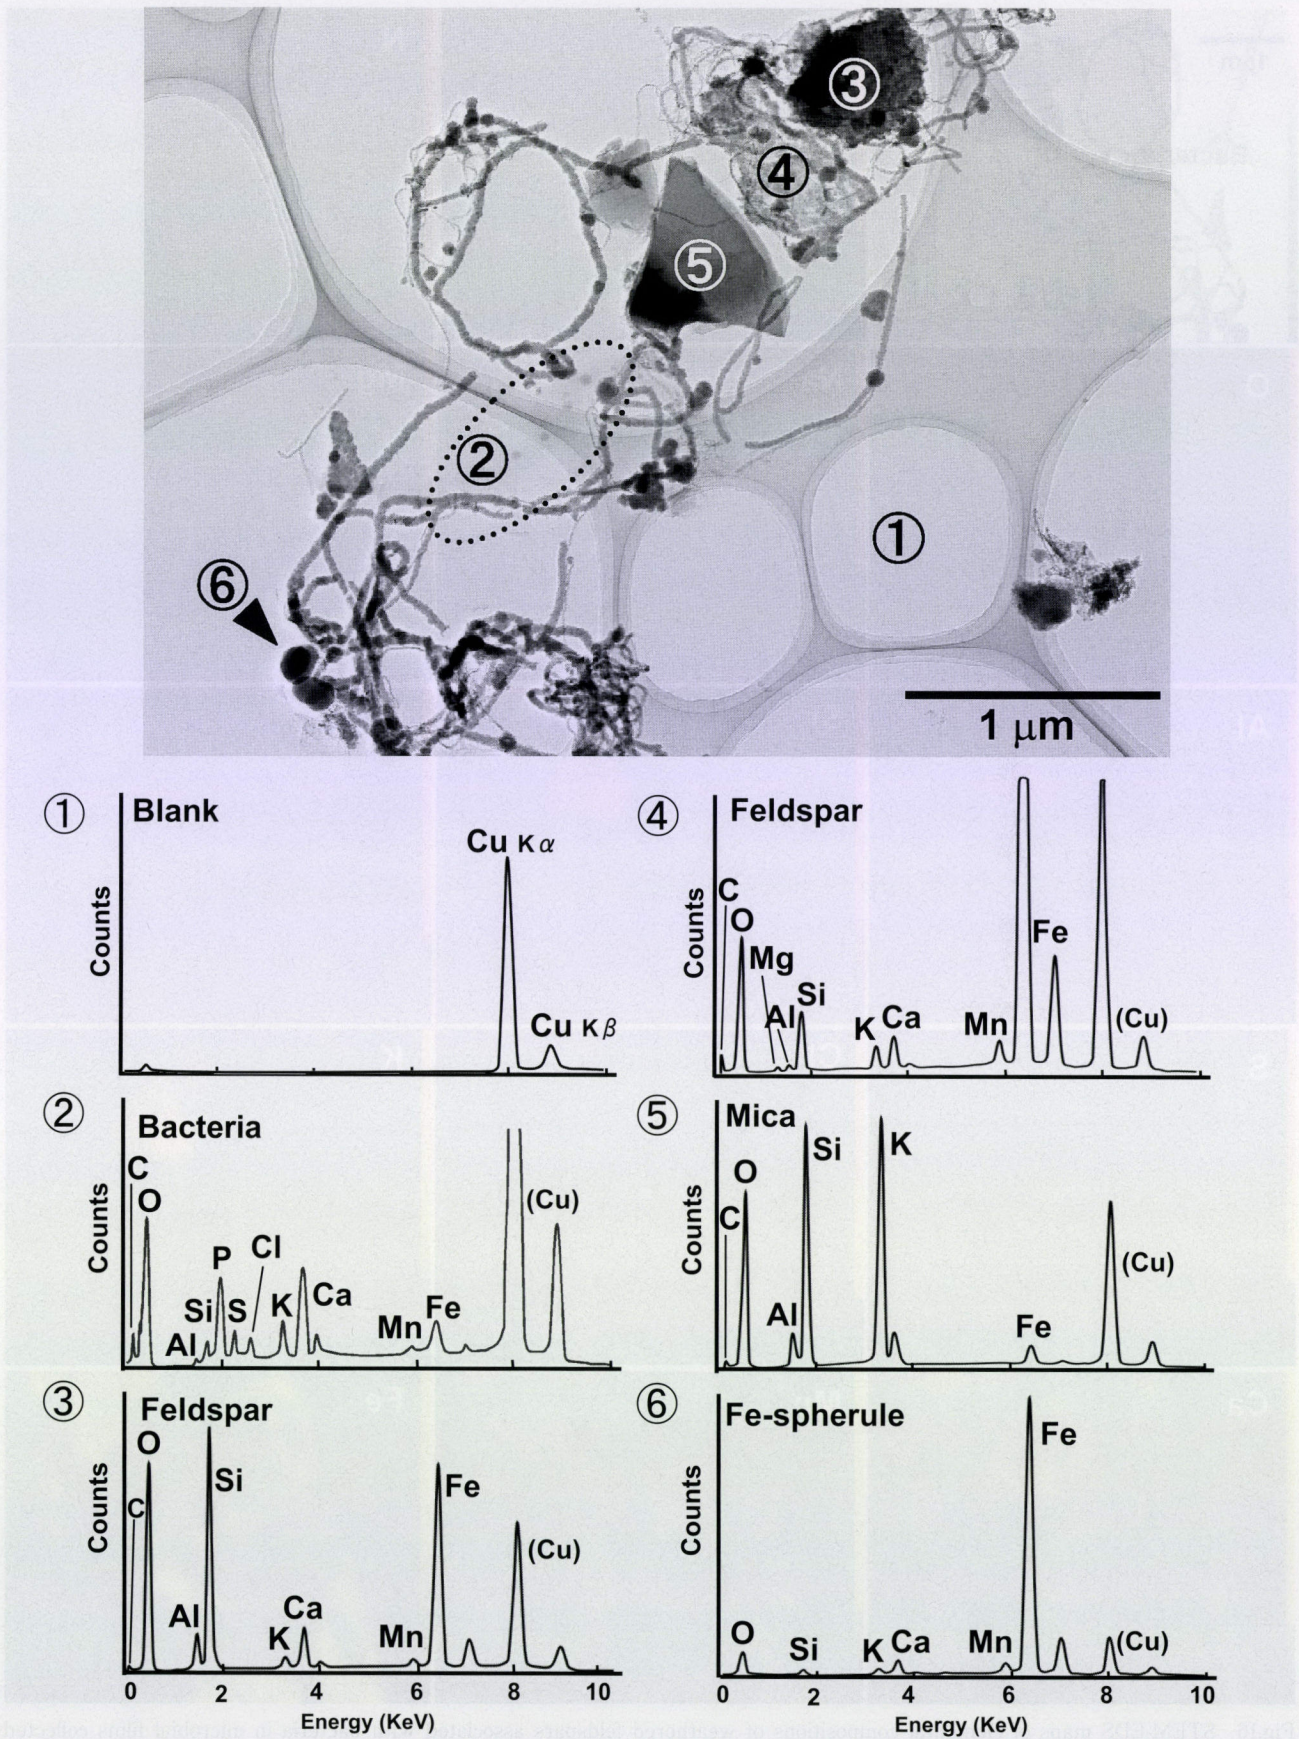 ③
④
⑤
②
①
⑥
1 μm
① Blank
Cu Kα
Cu Kβ
Counts
② Bacteria
C
O
Al
Si
P
S
Cl
K
Ca
Mn
Fe
(Cu)
Counts
③ Feldspar
C
O
Al
Si
K
Ca
Mn
Fe
(Cu)
Counts
0 2 4 6 8 10
Energy (KeV)
④ Feldspar
C
O
Mg
Al
Si
K
Ca
Mn
Fe
(Cu)
Counts
⑤ Mica
C
O
Al
Si
K
Fe
(Cu)
Counts
⑥ Fe-spherule
O
Si
K
Ca
Mn
Fe
(Cu)
Counts
0 2 4 6 8 10
Energy (KeV)